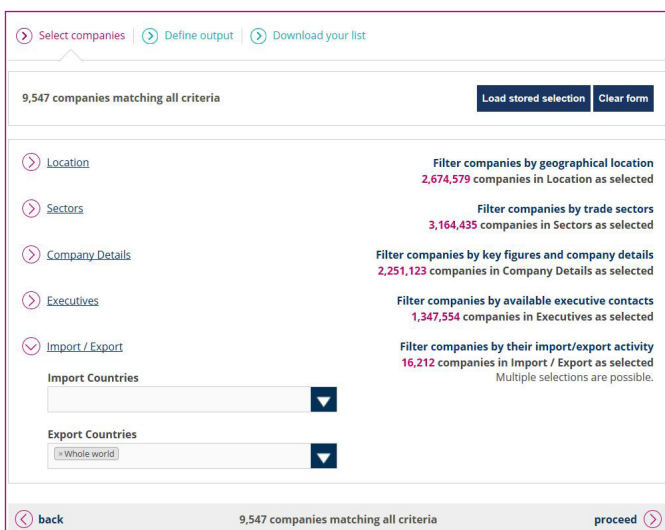 Select companies Define output Download your list
9,547 companies matching all criteria Load stored selection Clear form
Location Filter companies by geographical location
2,674,579 companies in Location as selected
Sectors Filter companies by trade sectors
3,164,435 companies in Sectors as selected
Company Details Filter companies by key figures and company details
2,251,123 companies in Company Details as selected
Executives Filter companies by available executive contacts
1,347,554 companies in Executives as selected
Import / Export Filter companies by their import/export activity
16,212 companies in Import / Export as selected
Multiple selections are possible.
Import Countries
Export Countries
×Whole world
back 9,547 companies matching all criteria proceed